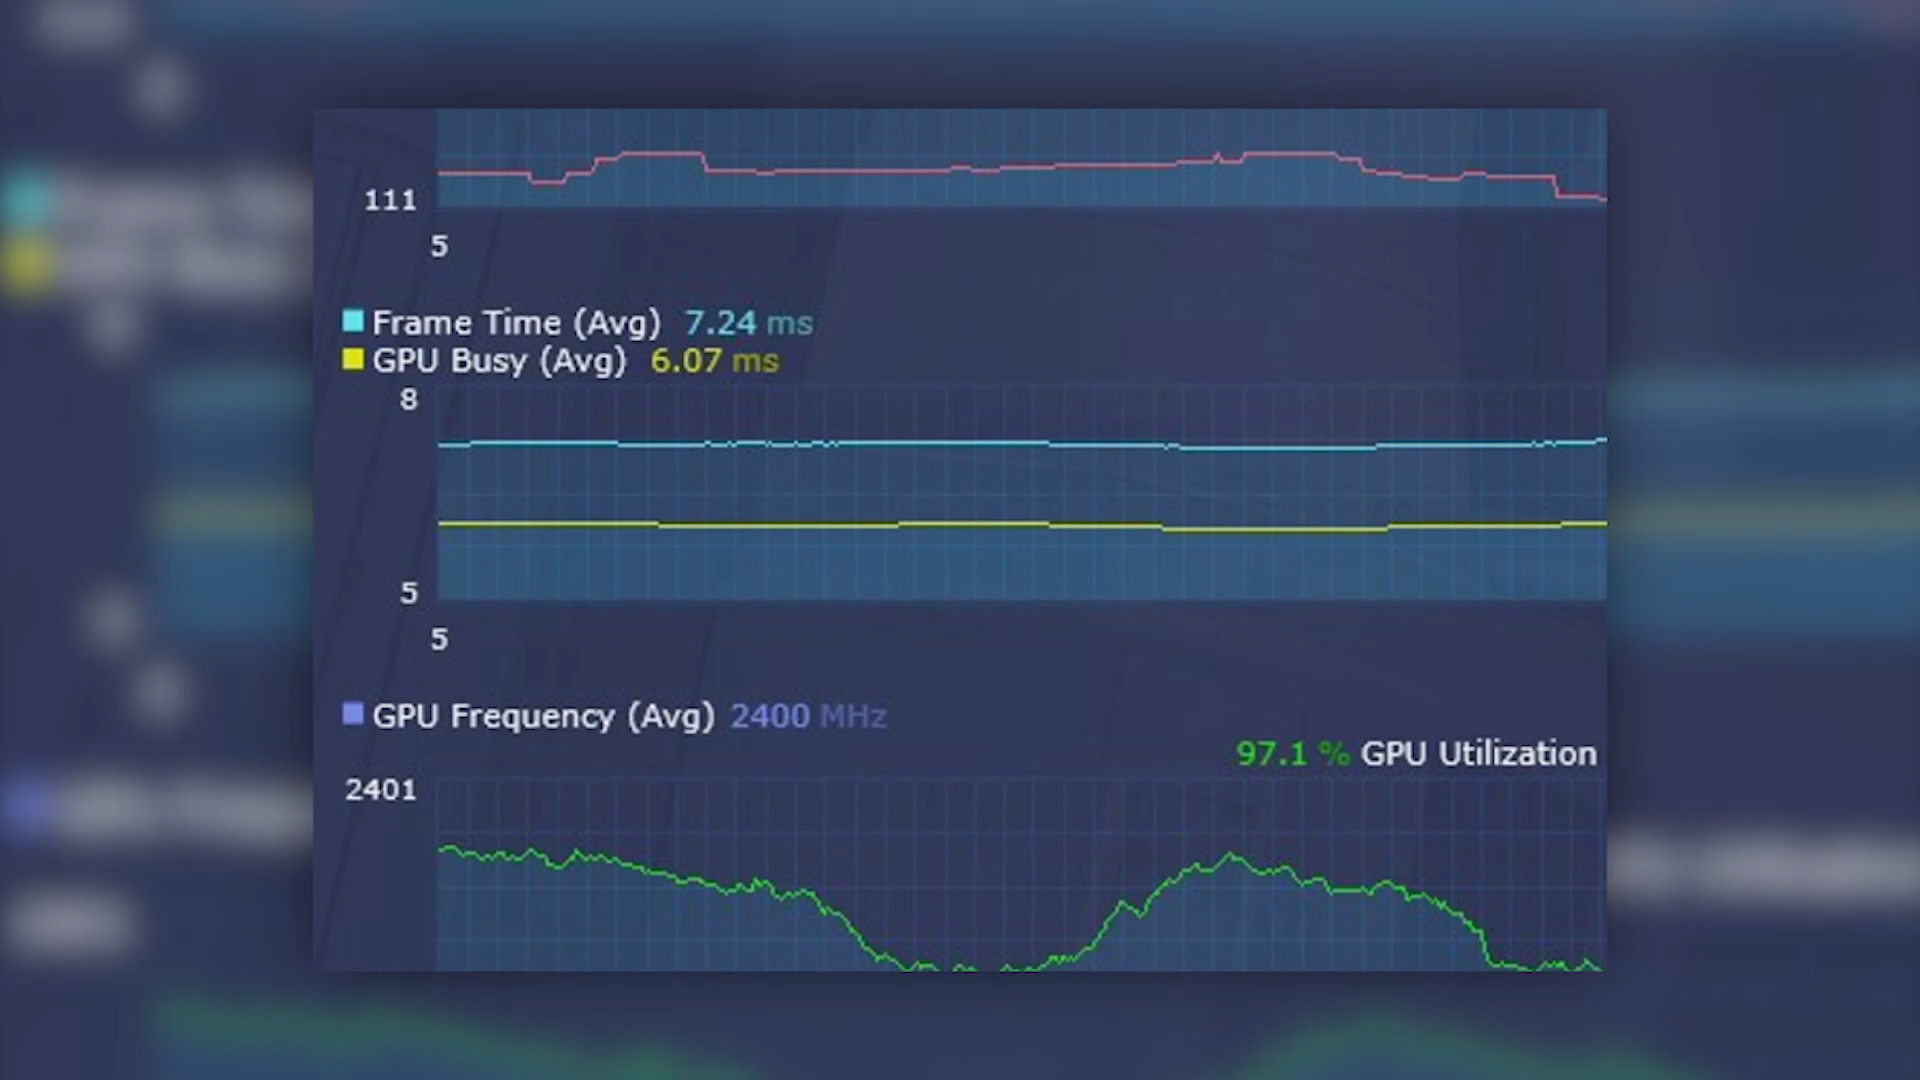 111
5
Frame Time (Avg) 7.24 ms
GPU Busy (Avg) 6.07 ms
8
5
5
GPU Frequency (Avg) 2400 MHz
97.1 % GPU Utilization
2401